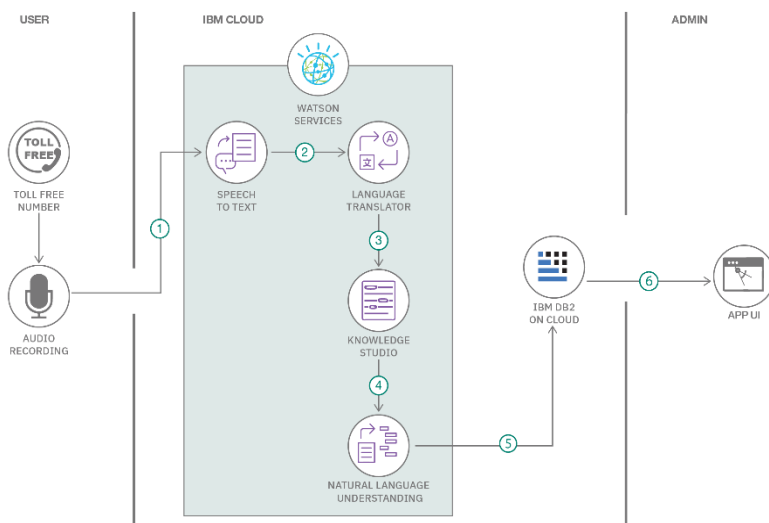 USER
IBM CLOUD
ADMIN
WATSON
SERVICES
TOLL
FREE
TOLL FREE
NUMBER
AUDIO
RECORDING
1
SPEECH
TO TEXT
2
A
文
LANGUAGE
TRANSLATOR
3
KNOWLEDGE
STUDIO
4
NATURAL LANGUAGE
UNDERSTANDING
5
IBM DB2
ON CLOUD
6
APP UI